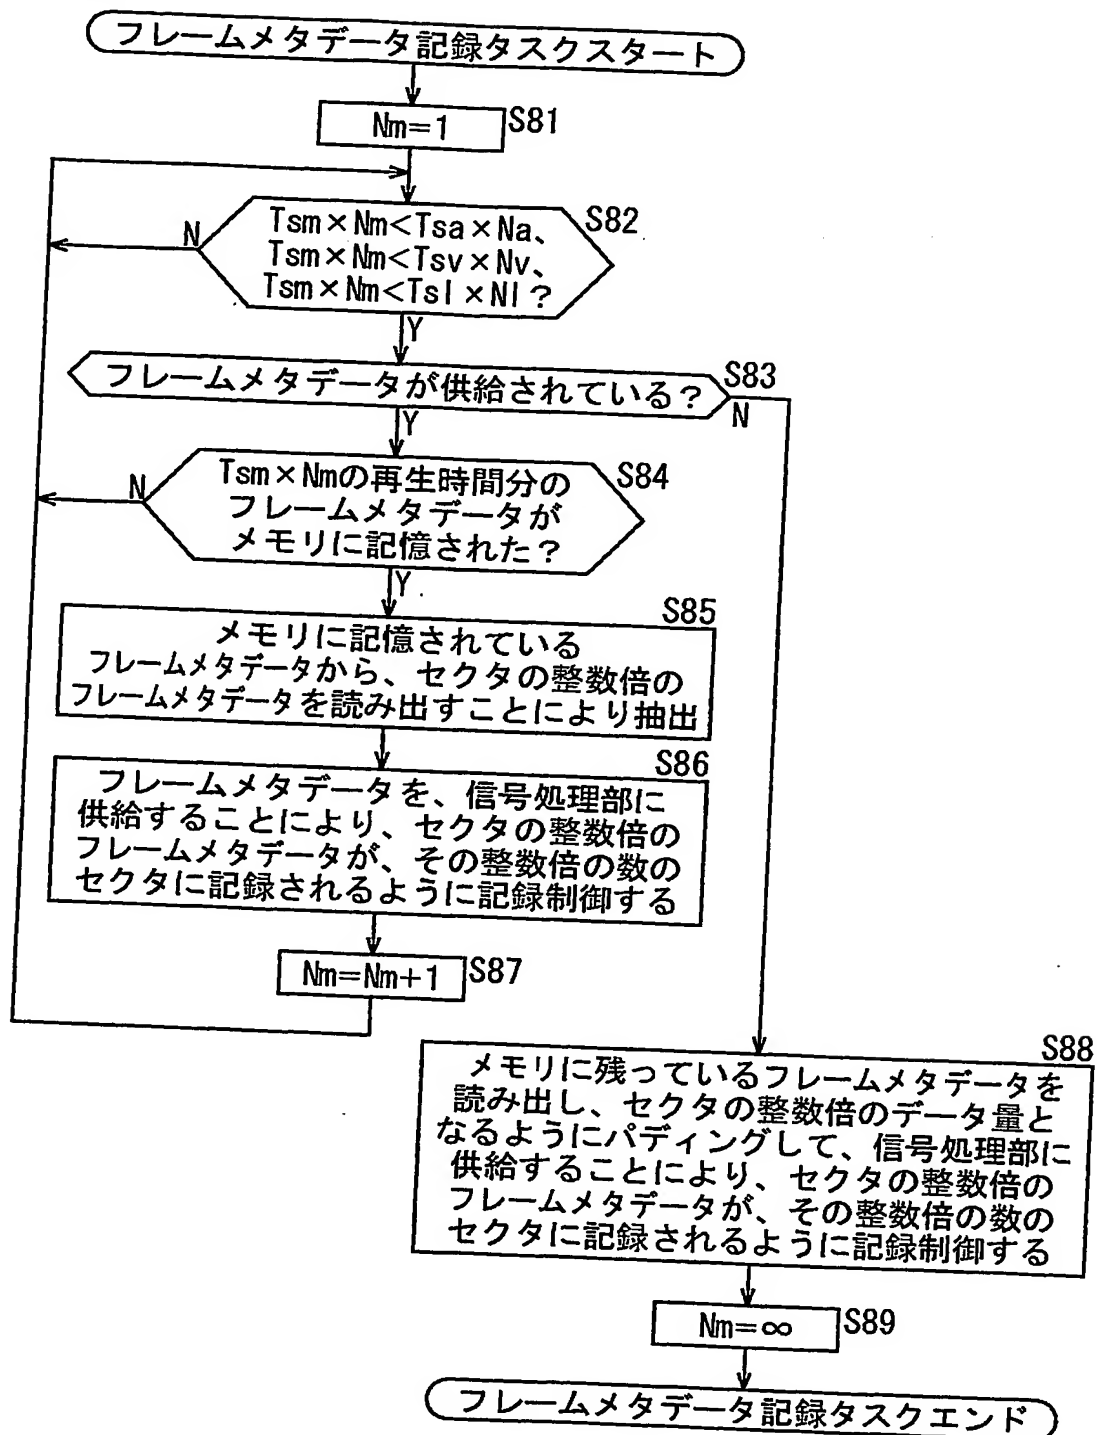 フレームメタデータ記録タスクスタート
Nm=1
S81
Tsm×Nm<Tsa×Na、
Tsm×Nm<Tsv×Nv、
Tsm×Nm<Tsl×Nl?
S82
N
Y
フレームメタデータが供給されている?
S83
N
Y
Tsm×Nmの再生時間分の
フレームメタデータが
メモリに記憶された?
S84
N
Y
S85
メモリに記憶されている
フレームメタデータから、セクタの整数倍の
フレームメタデータを読み出すことにより抽出
S86
フレームメタデータを、信号処理部に
供給することにより、セクタの整数倍の
フレームメタデータが、その整数倍の数の
セクタに記録されるように記録制御する
Nm=Nm+1
S87
S88
メモリに残っているフレームメタデータを
読み出し、セクタの整数倍のデータ量と
なるようにパディングして、信号処理部に
供給することにより、セクタの整数倍の
フレームメタデータが、その整数倍の数の
セクタに記録されるように記録制御する
Nm=∞
S89
フレームメタデータ記録タスクエンド